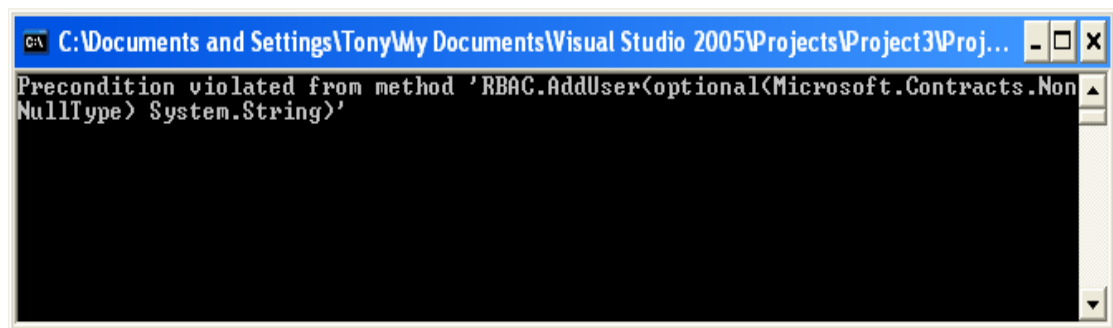 C:\Documents and Settings\Tony\My Documents\Visual Studio 2005\Projects\Project3\Proj...
Precondition violated from method 'RBAC.AddUser(optional(Microsoft.Contracts.Non
NullType) System.String)'